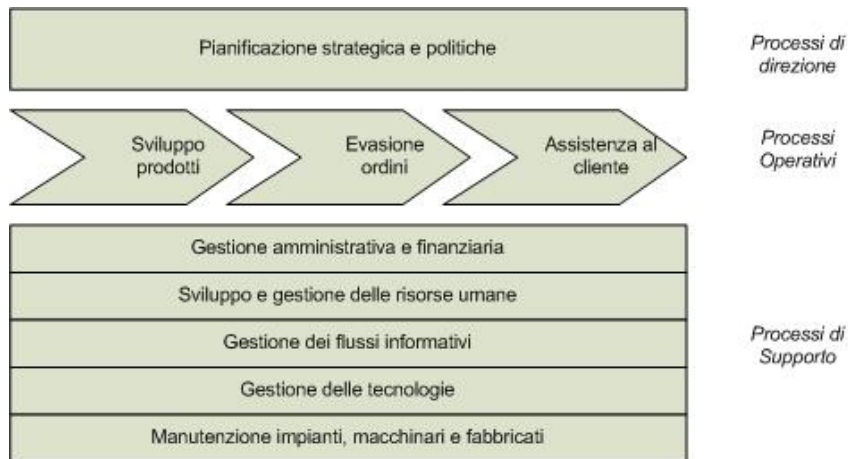 Pianificazione strategica e politiche
Processi di
direzione
Sviluppo
prodotti
Evasione
ordini
Assistenza al
cliente
Processi
Operativi
Gestione amministrativa e finanziaria
Sviluppo e gestione delle risorse umane
Gestione dei flussi informativi
Gestione delle tecnologie
Manutenzione impianti, macchinari e fabbricati
Processi di
Supporto